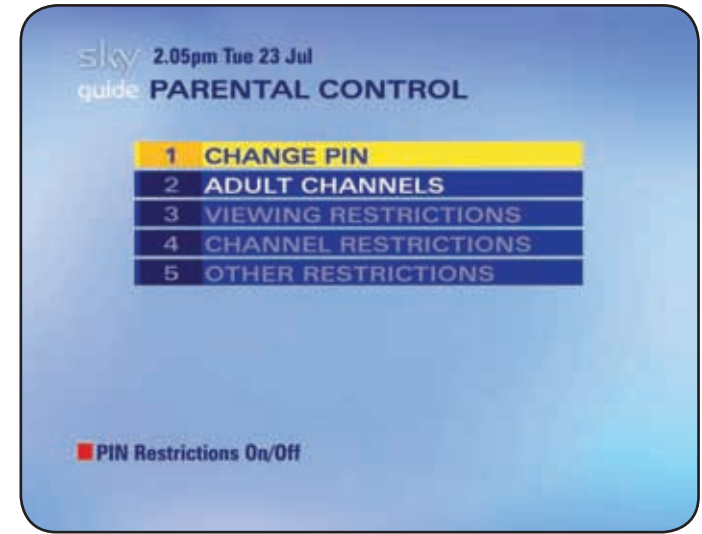 sky 2.05pm Tue 23 Jul
guide PARENTAL CONTROL
1 CHANGE PIN
2 ADULT CHANNELS
3 VIEWING RESTRICTIONS
4 CHANNEL RESTRICTIONS
5 OTHER RESTRICTIONS
PIN Restrictions On/Off